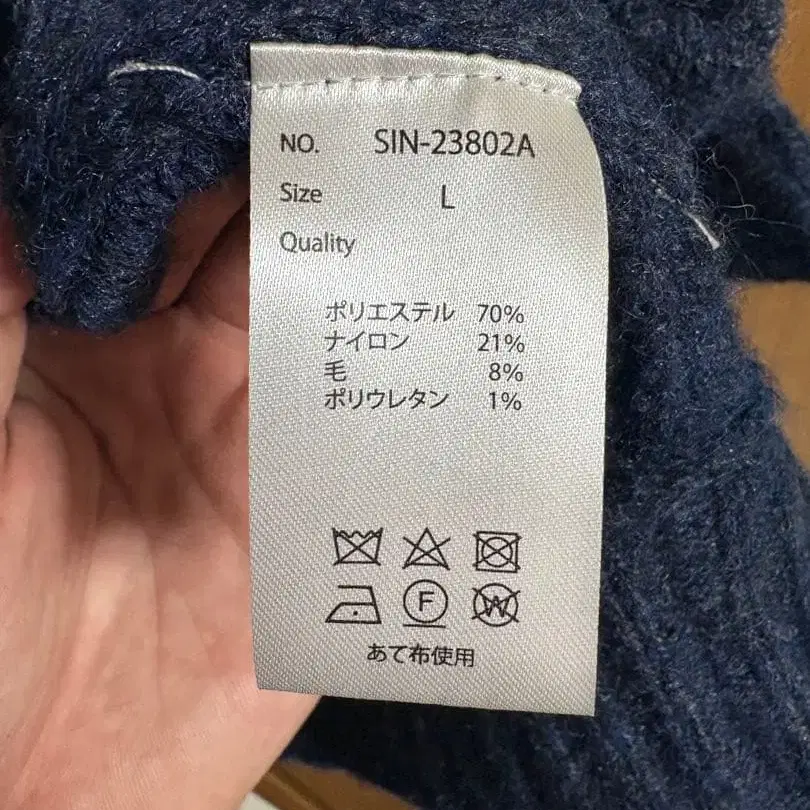 NO. SIN-23802A
Size L
Quality
ポリエステル 70%
ナイロン 21%
毛 8%
ポリウレタン 1%
F W
あて布使用